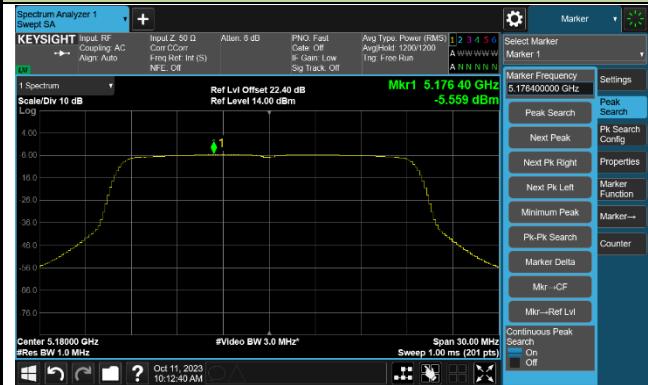 Spectrum Analyzer 1
Swept SA
Marker
KEYSIGHT
Input: RF
Coupling: AC
Align: Auto
Input Z: 50 Ω
Corr CCorr
Freq Ref: Int (S)
NFE: Off
Atten: 6 dB
PNO: Fast
Gate: Off
IF Gain: Low
Sig Track: Off
Avg Type: Power (RMS)
Avg|Hold: 1200/1200
Trig: Free Run
1 2 3 4 5 6
A W W W W W
A N N N N N
Select Marker
Marker 1
LXI
1 Spectrum
Scale/Div 10 dB
Log
Ref Lvl Offset 22.40 dB
Ref Level 14.00 dBm
Mkr1 5.176 40 GHz
-5.559 dBm
4.00
-6.00
-16.0
-26.0
-36.0
-46.0
-56.0
-66.0
-76.0
1
Center 5.18000 GHz
#Res BW 1.0 MHz
#Video BW 3.0 MHz*
Span 30.00 MHz
Sweep 1.00 ms (201 pts)
Marker Frequency
5.176400000 GHz
Peak Search
Next Peak
Next Pk Right
Next Pk Left
Minimum Peak
Pk-Pk Search
Marker Delta
Mkr→CF
Mkr→Ref Lvl
Continuous Peak
Search
On
Off
Settings
Peak
Search
Pk Search
Config
Properties
Marker
Function
Marker→
Counter
?
Oct 11, 2023
10:12:40 AM